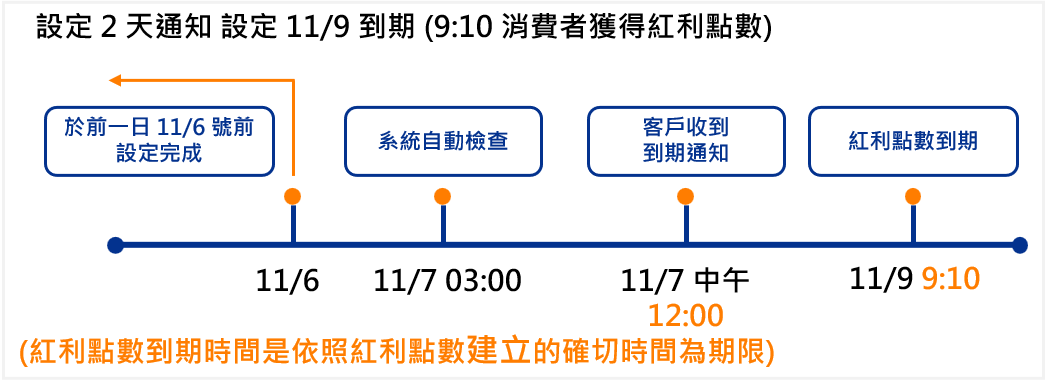 設定 2 天通知 設定 11/9 到期 (9:10 消費者獲得紅利點數)
於前一日 11/6 號前
設定完成
系統自動檢查
客戶收到
到期通知
紅利點數到期
11/6
11/7 03:00
11/7 中午
12:00
11/9 9:10
(紅利點數到期時間是依照紅利點數建立的確切時間為期限)